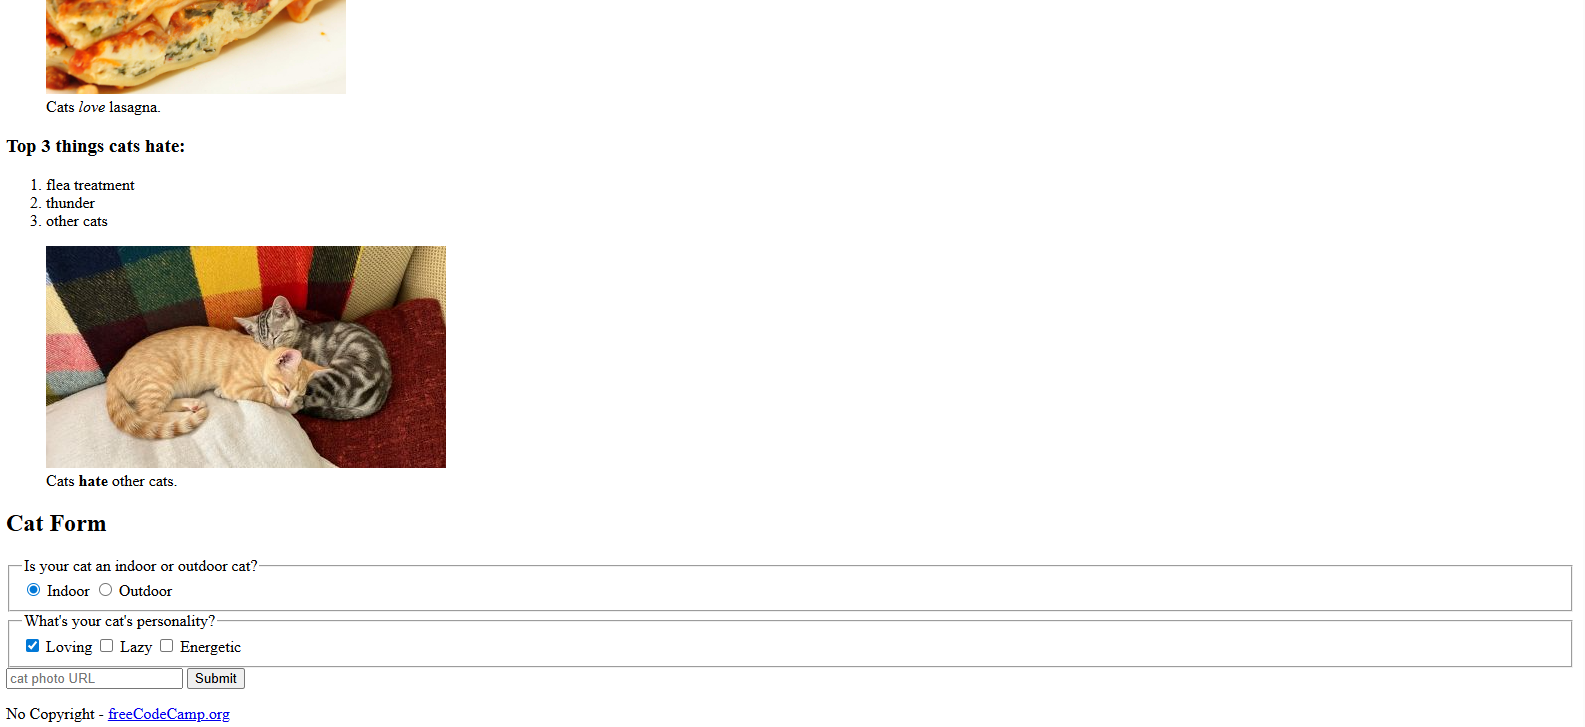 Cats love lasagna.
Top 3 things cats hate:
1. flea treatment
2. thunder
3. other cats
Cats hate other cats.
Cat Form
Is your cat an indoor or outdoor cat?
Indoor Outdoor
What's your cat's personality?
Loving Lazy Energetic
cat photo URL Submit
No Copyright - freeCodeCamp.org